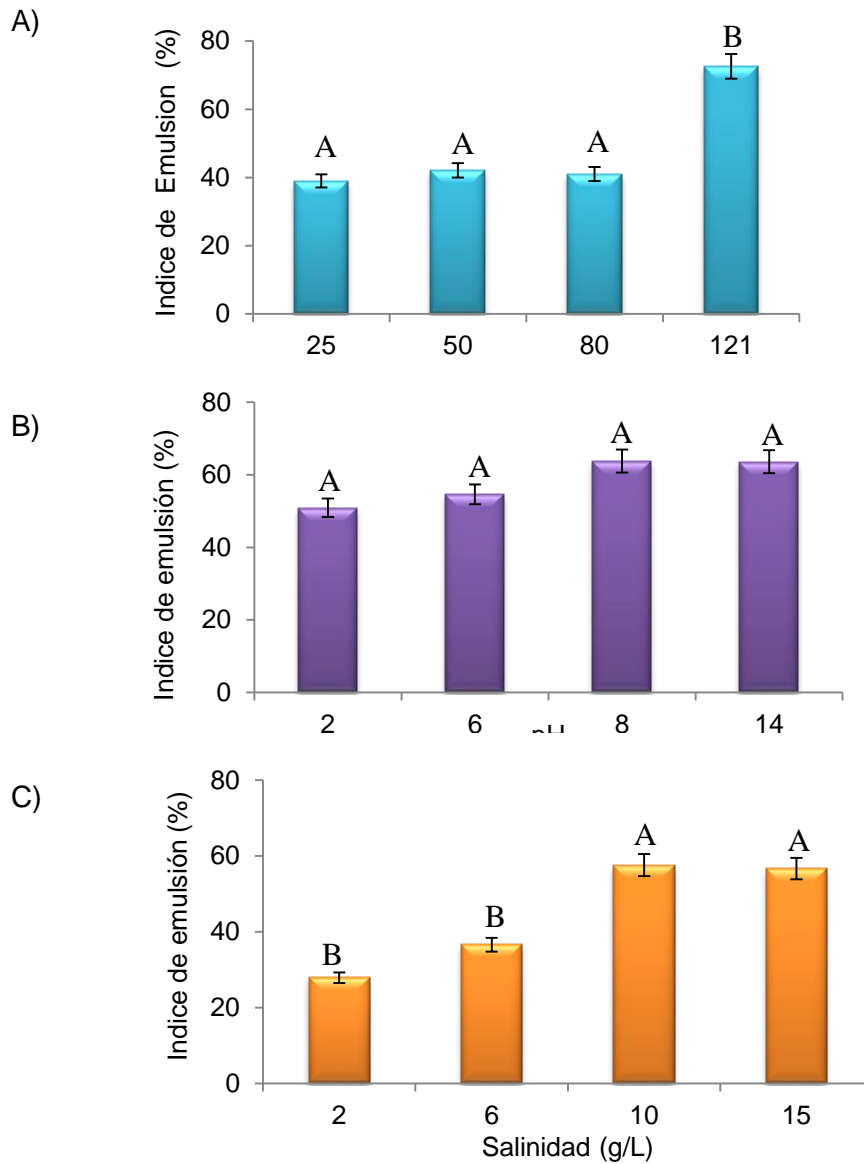 A)
Indice de Emulsion (%)
80
60
40
20
0
A
A
A
B
25 50 80 121
B)
Indice de emulsión (%)
80
60
40
20
0
A
A
A
A
2 6 8 14
pH
C)
Indice de emulsión (%)
80
60
40
20
0
B
B
A
A
2 6 10 15
Salinidad (g/L)